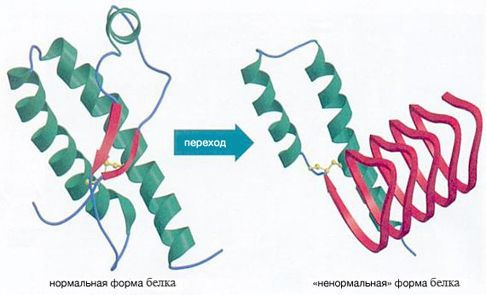 переход
нормальная форма белка
«ненормальная» форма белка